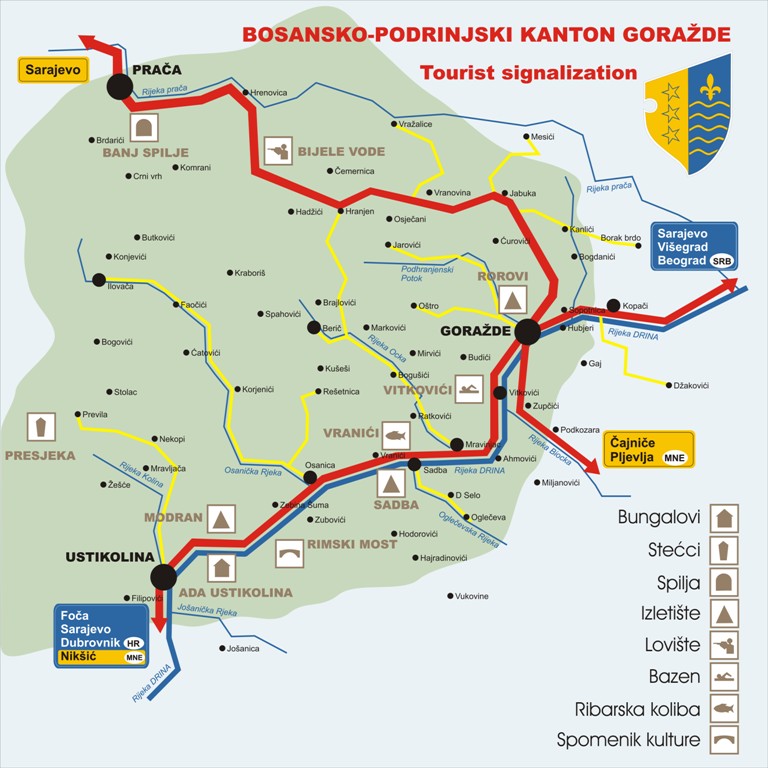 BOSANSKO-PODRINJSKI KANTON GORAŽDE
Tourist signalization
Sarajevo
PRAČA
Rijeka prača
Hrenovica
Vražalice
Mesići
Brdarići
BANJ SPILJE
BIJELE VODE
Komrani
Crni vrh
Čemernica
Vranovina
Jabuka
Rijeka prača
Hadžići
Hranjen
Osječani
Kanlići
Borak brdo
Sarajevo
Višegrad
Beograd SRB
Butkovići
Jarovići
Ćurovići
Bogdanići
Konjevići
Podhranjenski
Potok
ROROVI
Kraboriš
Ilovača
Faočići
Brajlovići
Oštro
Sopotnica
Kopači
Spahovići
Berič
Markovići
GORAŽDE
Hubjeri
Rijeka DRINA
Bogovići
Čatovići
Rijeka Ocka
Mirvići
Budići
Gaj
Kušeši
Bogušići
Džakovići
Stolac
Korjenići
Rešetnica
VITKOVIĆI
Vitkovići
Zupčići
Previla
Ratkovići
Podkozara
PRESJEKA
Nekopi
VRANIĆI
Mravinjac
Rijeka Biocka
Čajniče
Pljevlja MNE
Vranići
Ahmovići
Rijeka Kolina
Mravljača
Osanička Rjeka
Osanica
Sadba
Rijeka DRINA
Žešće
Miljanovići
SADBA
D Selo
Zebina Šuma
MODRAN
Zubovići
Oglečeva
Oglečevska Rjeka
Bungalovi
Hodorovići
RIMSKI MOST
Stećci
USTIKOLINA
Hajradinovići
ADA USTIKOLINA
Spilja
Filipovići
Vukovine
Jošanička Rjeka
Izletište
Foča
Sarajevo
Dubrovnik HR
Nikšić MNE
Jošanica
Lovište
Rijeka DRINA
Bazen
Ribarska koliba
Spomenik kulture